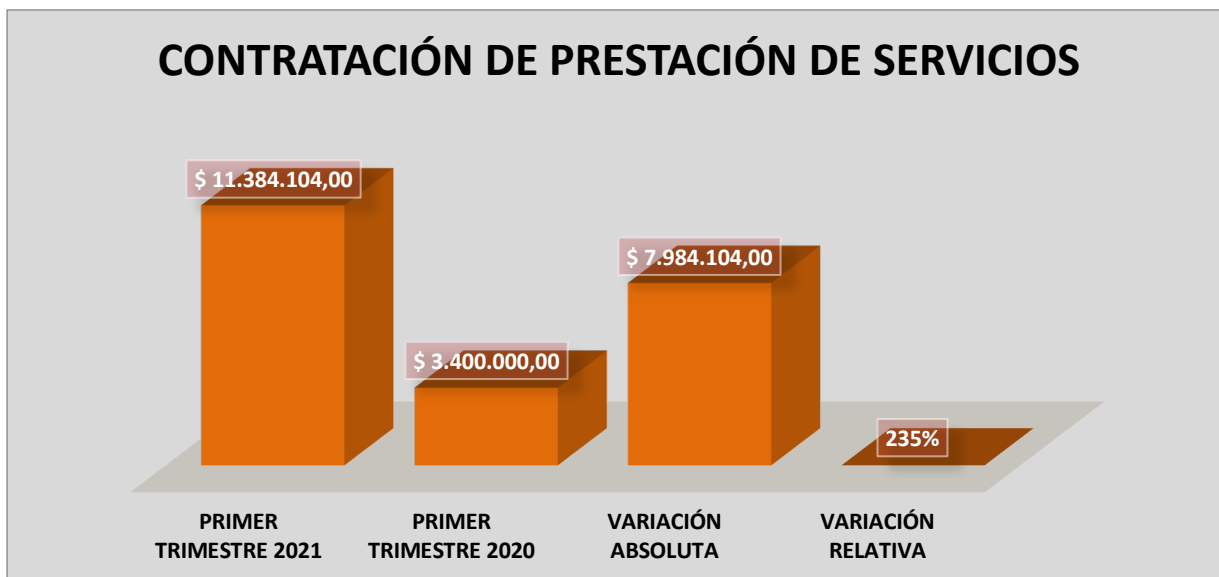 CONTRATACIÓN DE PRESTACIÓN DE SERVICIOS
$ 11.384.104,00
$ 3.400.000,00
$ 7.984.104,00
235%
PRIMER
TRIMESTRE 2021
PRIMER
TRIMESTRE 2020
VARIACIÓN
ABSOLUTA
VARIACIÓN
RELATIVA